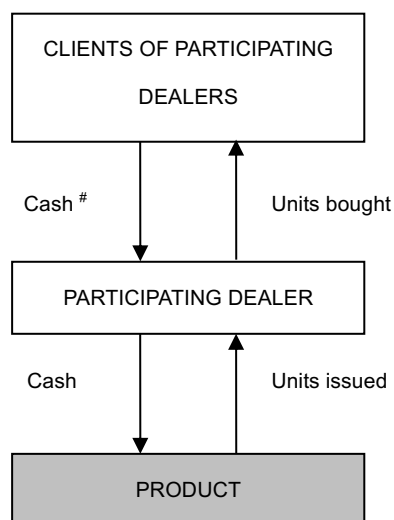 CLIENTS OF PARTICIPATING
DEALERS
Cash #
Units bought
PARTICIPATING DEALER
Cash
Units issued
PRODUCT